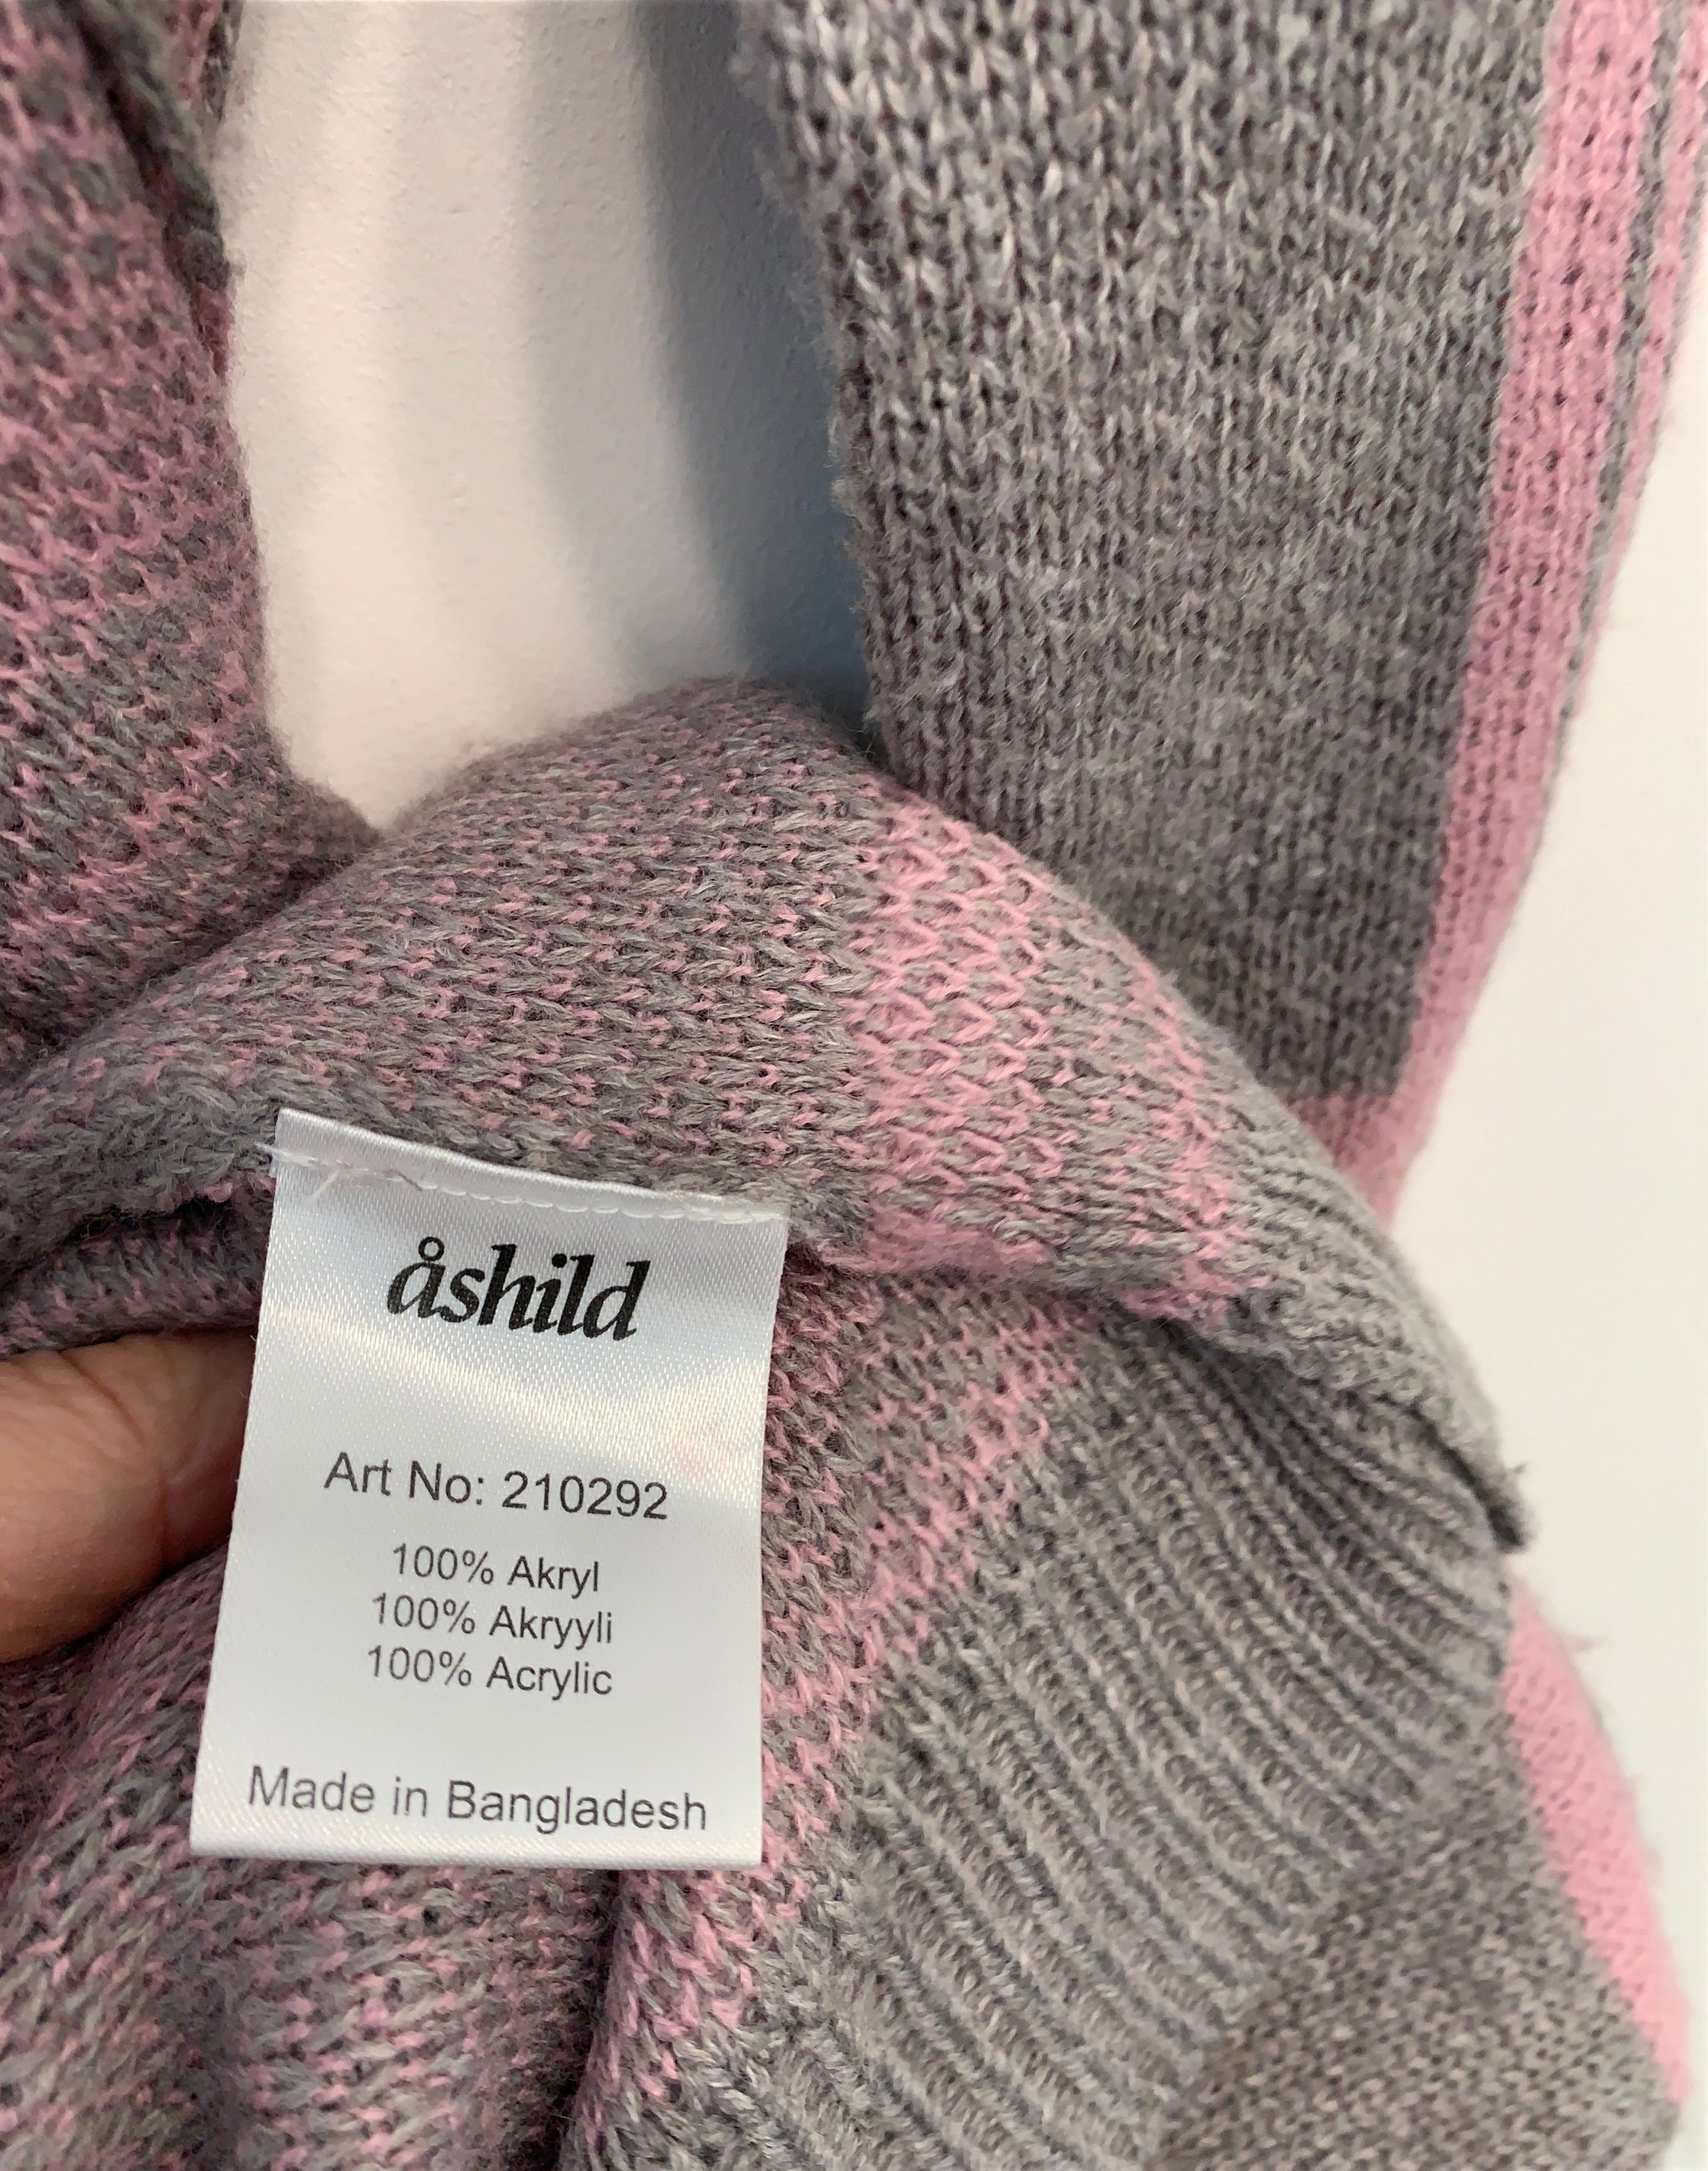 åshild
Art No: 210292
100% Akryl
100% Akryyli
100% Acrylic
Made in Bangladesh